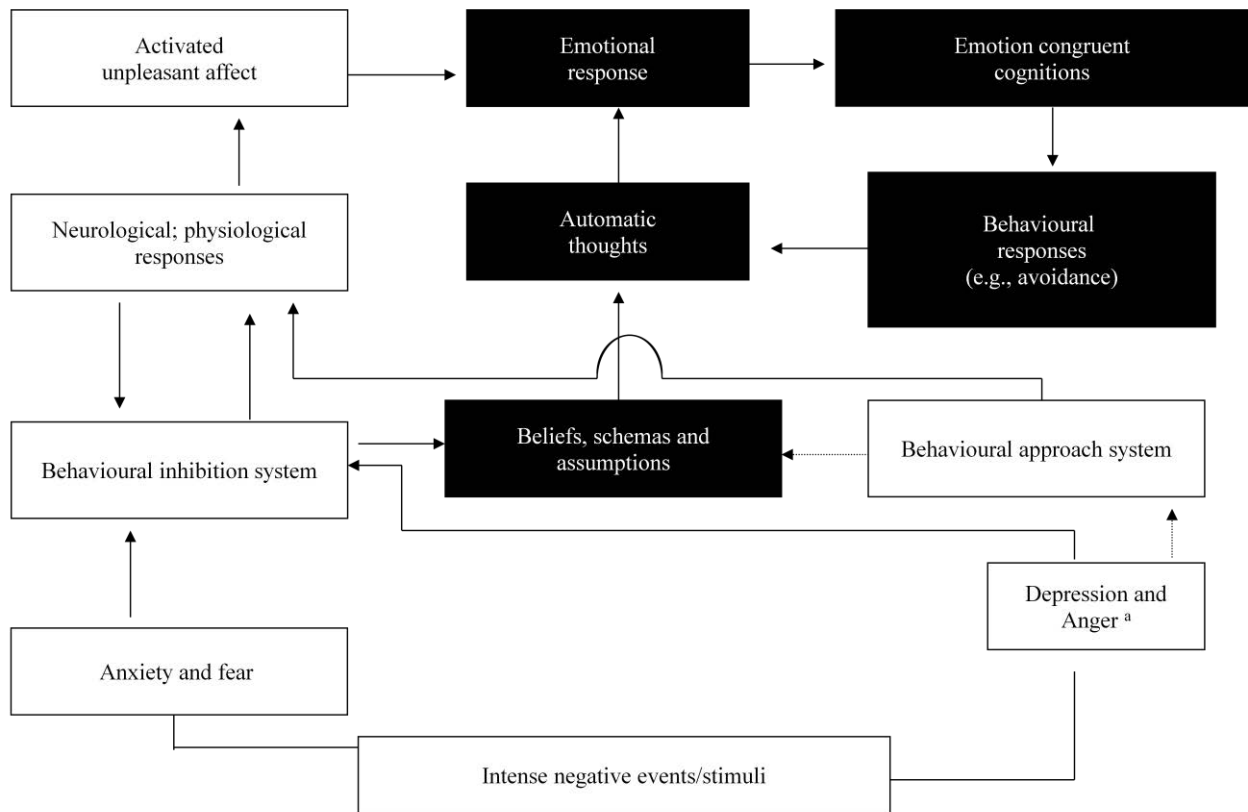 Activated
unpleasant affect
Emotional
response
Emotion congruent
cognitions
Neurological; physiological
responses
Automatic
thoughts
Behavioural
responses
(e.g., avoidance)
Behavioural inhibition system
Beliefs, schemas and
assumptions
Behavioural approach system
Depression and
Anger ᵃ
Anxiety and fear
Intense negative events/stimuli